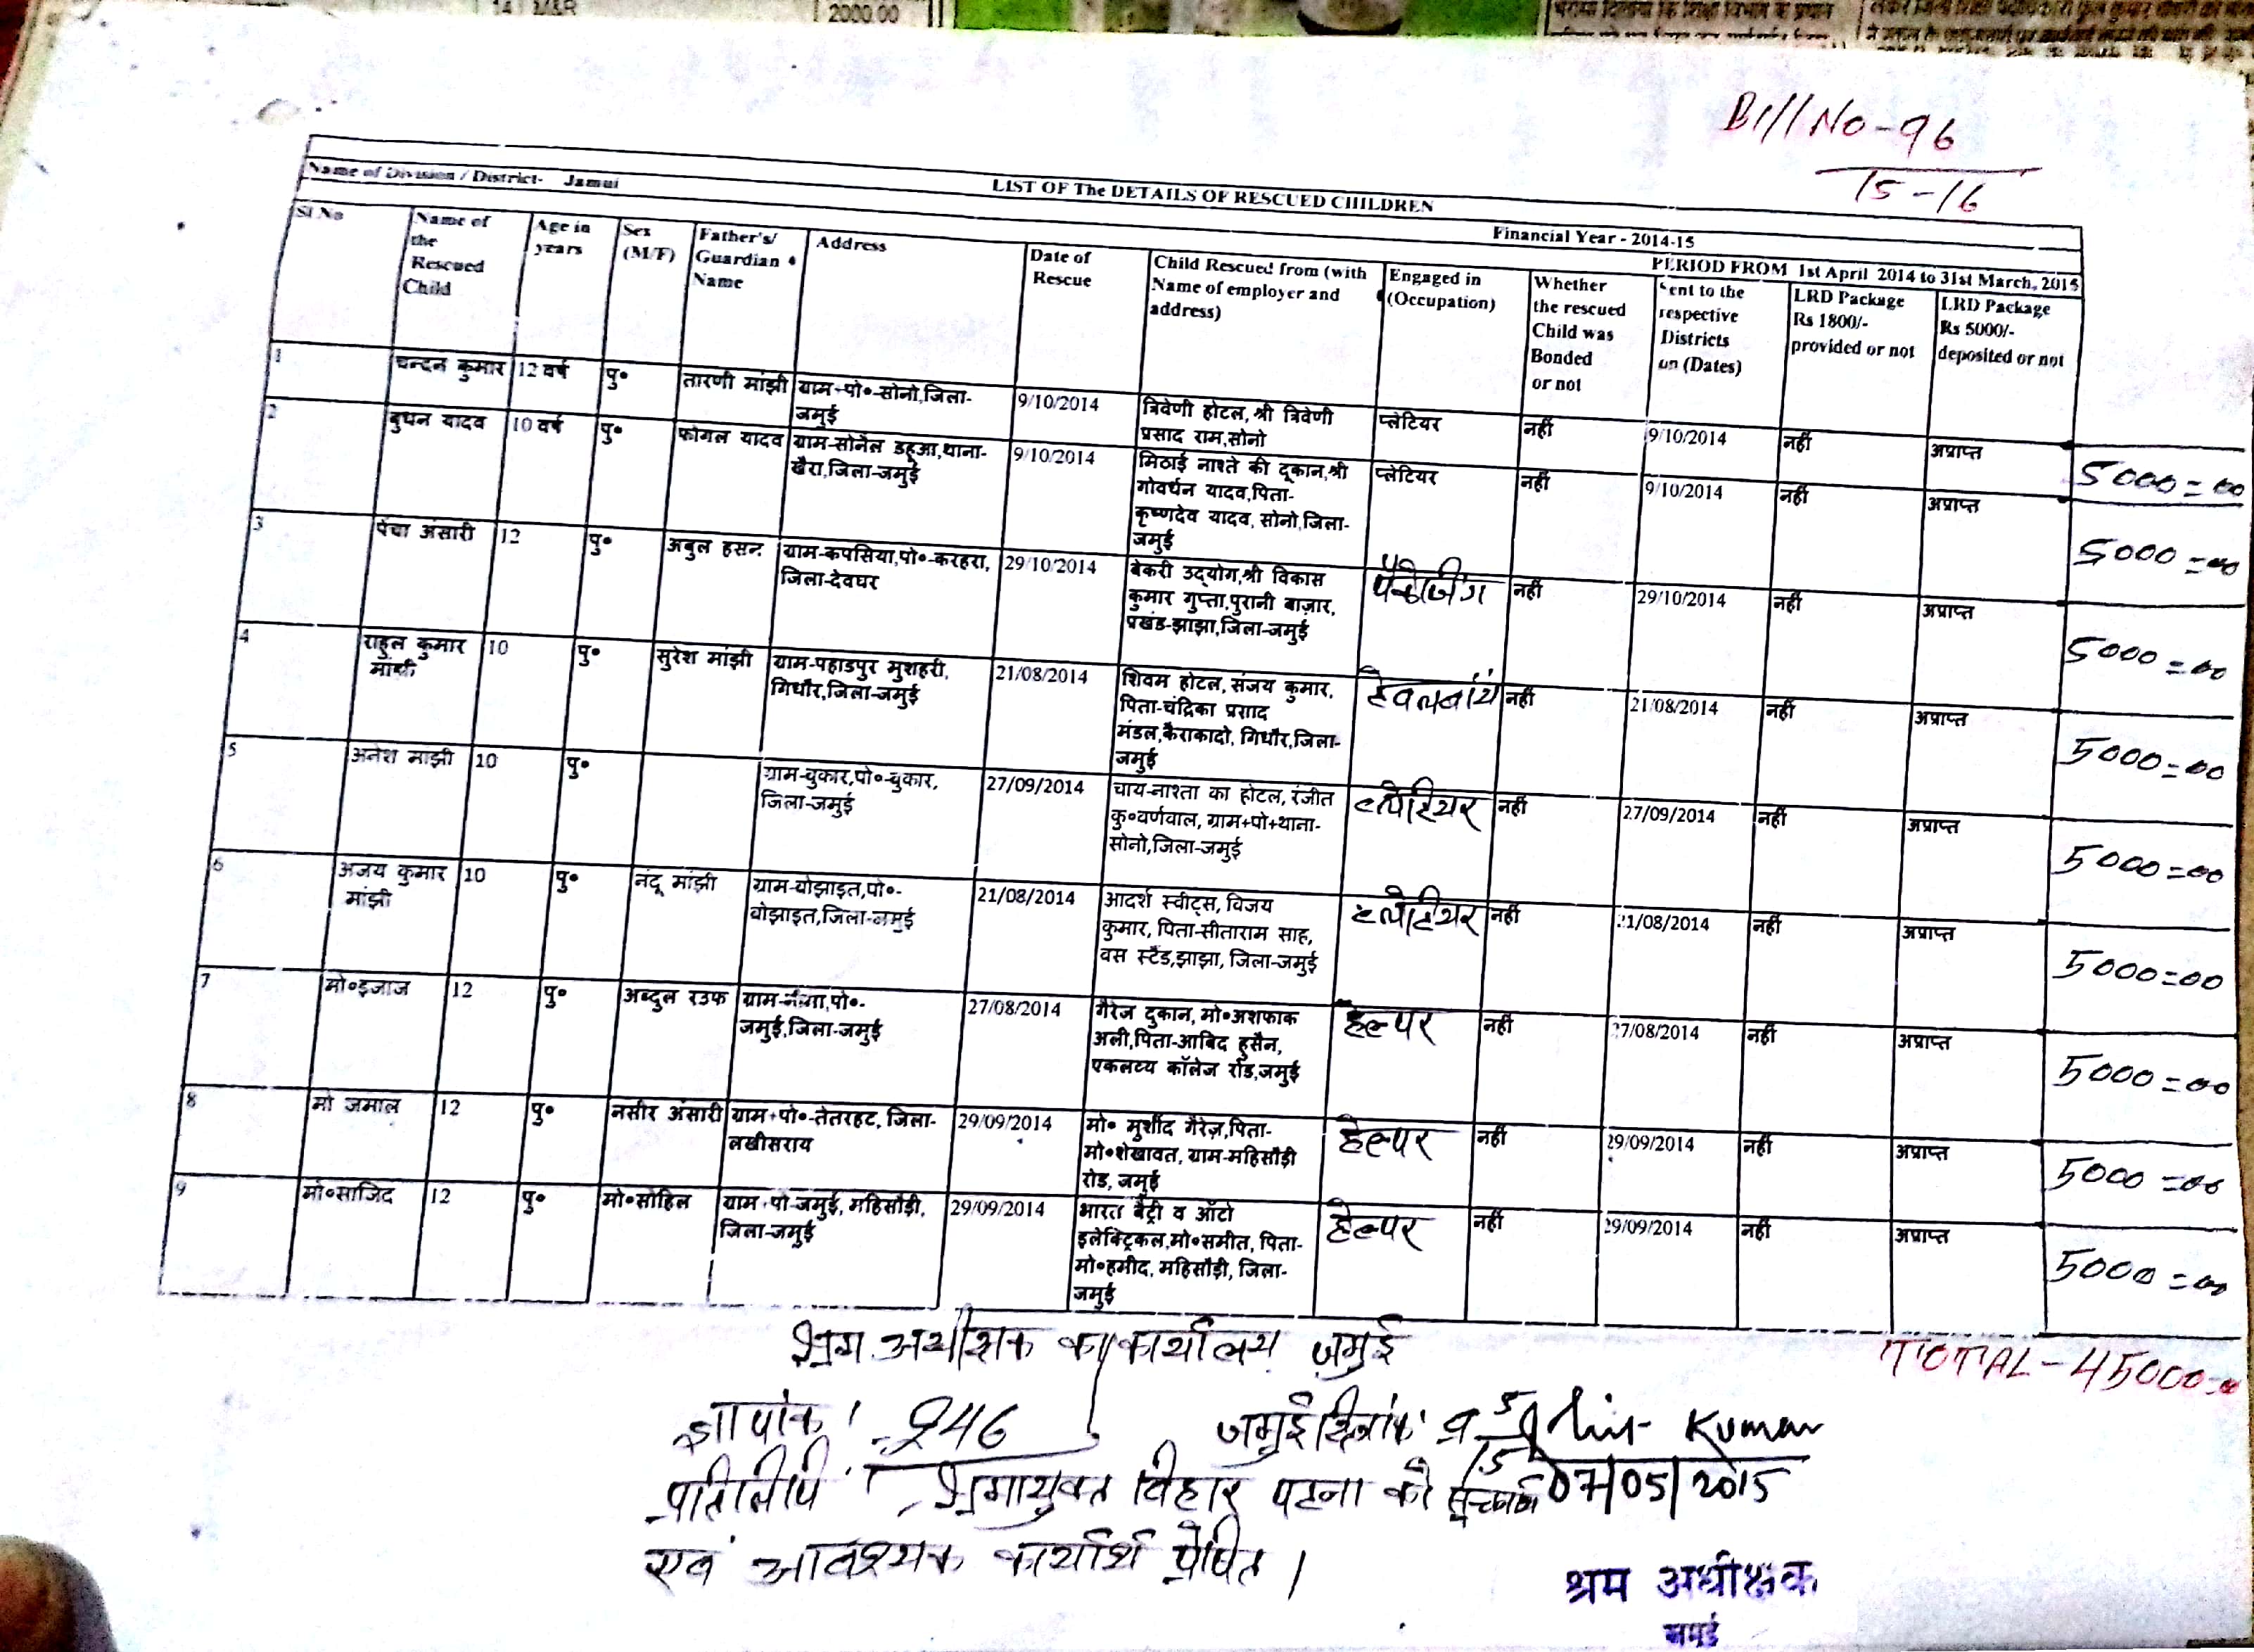 14 MSR
2000.00
Bill No-96
15-16
LIST OF The DETAILS OF RESCUED CHILDREN
Name of Division / District- Jamui
Financial Year - 2014-15
PERIOD FROM 1st April 2014 to 31st March, 2015
Sl No | Name of the Rescued Child | Age in years | Sex (M/F) | Father's/ Guardian Name | Address | Date of Rescue | Child Rescued from (with Name of employer and address) | Engaged in (Occupation) | Whether the rescued Child was Bonded or not | Sent to the respective Districts on (Dates) | LRD Package Rs 1800/- provided or not | LRD Package Rs 5000/- deposited or not
1 | चन्दन कुमार | 12 वर्ष | पु० | तारणी मांझी | ग्राम+पो०-सोनो,जिला-जमुई | 9/10/2014 | त्रिवेणी होटल, श्री त्रिवेणी प्रसाद राम,सोनो | प्लेटियर | नहीं | 9/10/2014 | नहीं | अप्राप्त | 5000=00
2 | बुधन यादव | 10 वर्ष | पु० | फोगल यादव | ग्राम-सोनैल डहूआ,थाना-खैरा,जिला-जमुई | 9/10/2014 | मिठाई नाश्ते की दूकान,श्री गोवर्धन यादव,पिता-कृष्णदेव यादव, सोनो,जिला-जमुई | प्लेटियर | नहीं | 9/10/2014 | नहीं | अप्राप्त | 5000=00
3 | पंचा अंसारी | 12 | पु० | अबुल हसन | ग्राम-कपसिया,पो०-करहरा, जिला-देवघर | 29/10/2014 | बेकरी उद्योग,श्री विकास कुमार गुप्ता,पुरानी बाज़ार, प्रखंड-झाझा,जिला-जमुई | पैकेजिंग | नहीं | 29/10/2014 | नहीं | अप्राप्त | 5000=00
4 | राहुल कुमार मांझी | 10 | पु० | सुरेश मांझी | ग्राम-पहाडपुर मुशहरी, गिधौर,जिला-जमुई | 21/08/2014 | शिवम होटल, संजय कुमार, पिता-चंद्रिका प्रसाद मंडल,कैराकादो, गिधौर,जिला-जमुई | नहीं | 21/08/2014 | नहीं | अप्राप्त | 5000=00
5 | अनेश मांझी | 10 | पु० | ग्राम-चुकार,पो०-चुकार, जिला-जमुई | 27/09/2014 | चाय-नाश्ता का होटल, रंजीत कु०वर्णवाल, ग्राम+पो+थाना-सोनो,जिला-जमुई | नहीं | 27/09/2014 | नहीं | अप्राप्त | 5000=00
6 | अजय कुमार मांझी | 10 | पु० | नंदू मांझी | ग्राम-बोझाइत,पो०-बोझाइत,जिला-जमुई | 21/08/2014 | आदर्श स्वीट्स, विजय कुमार, पिता-सीताराम साह, वस स्टैंड,झाझा, जिला-जमुई | नहीं | 21/08/2014 | नहीं | अप्राप्त | 5000=00
7 | मो०इजाज | 12 | पु० | अब्दुल रउफ | पो०-जमुई,जिला-जमुई | 27/08/2014 | गैरेज दुकान, मो०अशफाक अली,पिता-आबिद हुसैन, एकलव्य कॉलेज रोड,जमुई | हेल्पर | नहीं | 27/08/2014 | नहीं | अप्राप्त | 5000=00
8 | मो जमाल | 12 | पु० | नसीर अंसारी | ग्राम+पो०-तेतरहट, जिला-लखीसराय | 29/09/2014 | मो० मुर्शीद गैरेज़,पिता-मो०शेखावत, ग्राम-महिसौड़ी रोड, जमुई | हेल्पर | नहीं | 29/09/2014 | नहीं | अप्राप्त | 5000=00
9 | मो०साजिद | 12 | पु० | मो०सोहिल | ग्राम+पो-जमुई, महिसौड़ी, जिला-जमुई | 29/09/2014 | भारत बैट्री व ऑटो इलेक्ट्रिकल,मो०समीत, पिता-मो०हमीद, महिसौड़ी, जिला-जमुई | हेल्पर | नहीं | 29/09/2014 | नहीं | अप्राप्त | 5000=00
TOTAL-45000=00
श्रम अधीक्षक का कार्यालय जमुई
ज्ञापांक 246 जमुई दिनांक Kumar
प्रतिलिपि श्रमायुक्त विहार पटना को सूचनार्थ 07/05/2015
एवं आवश्यक कार्यार्थ प्रेषित।
श्रम अधीक्षक
जमुई